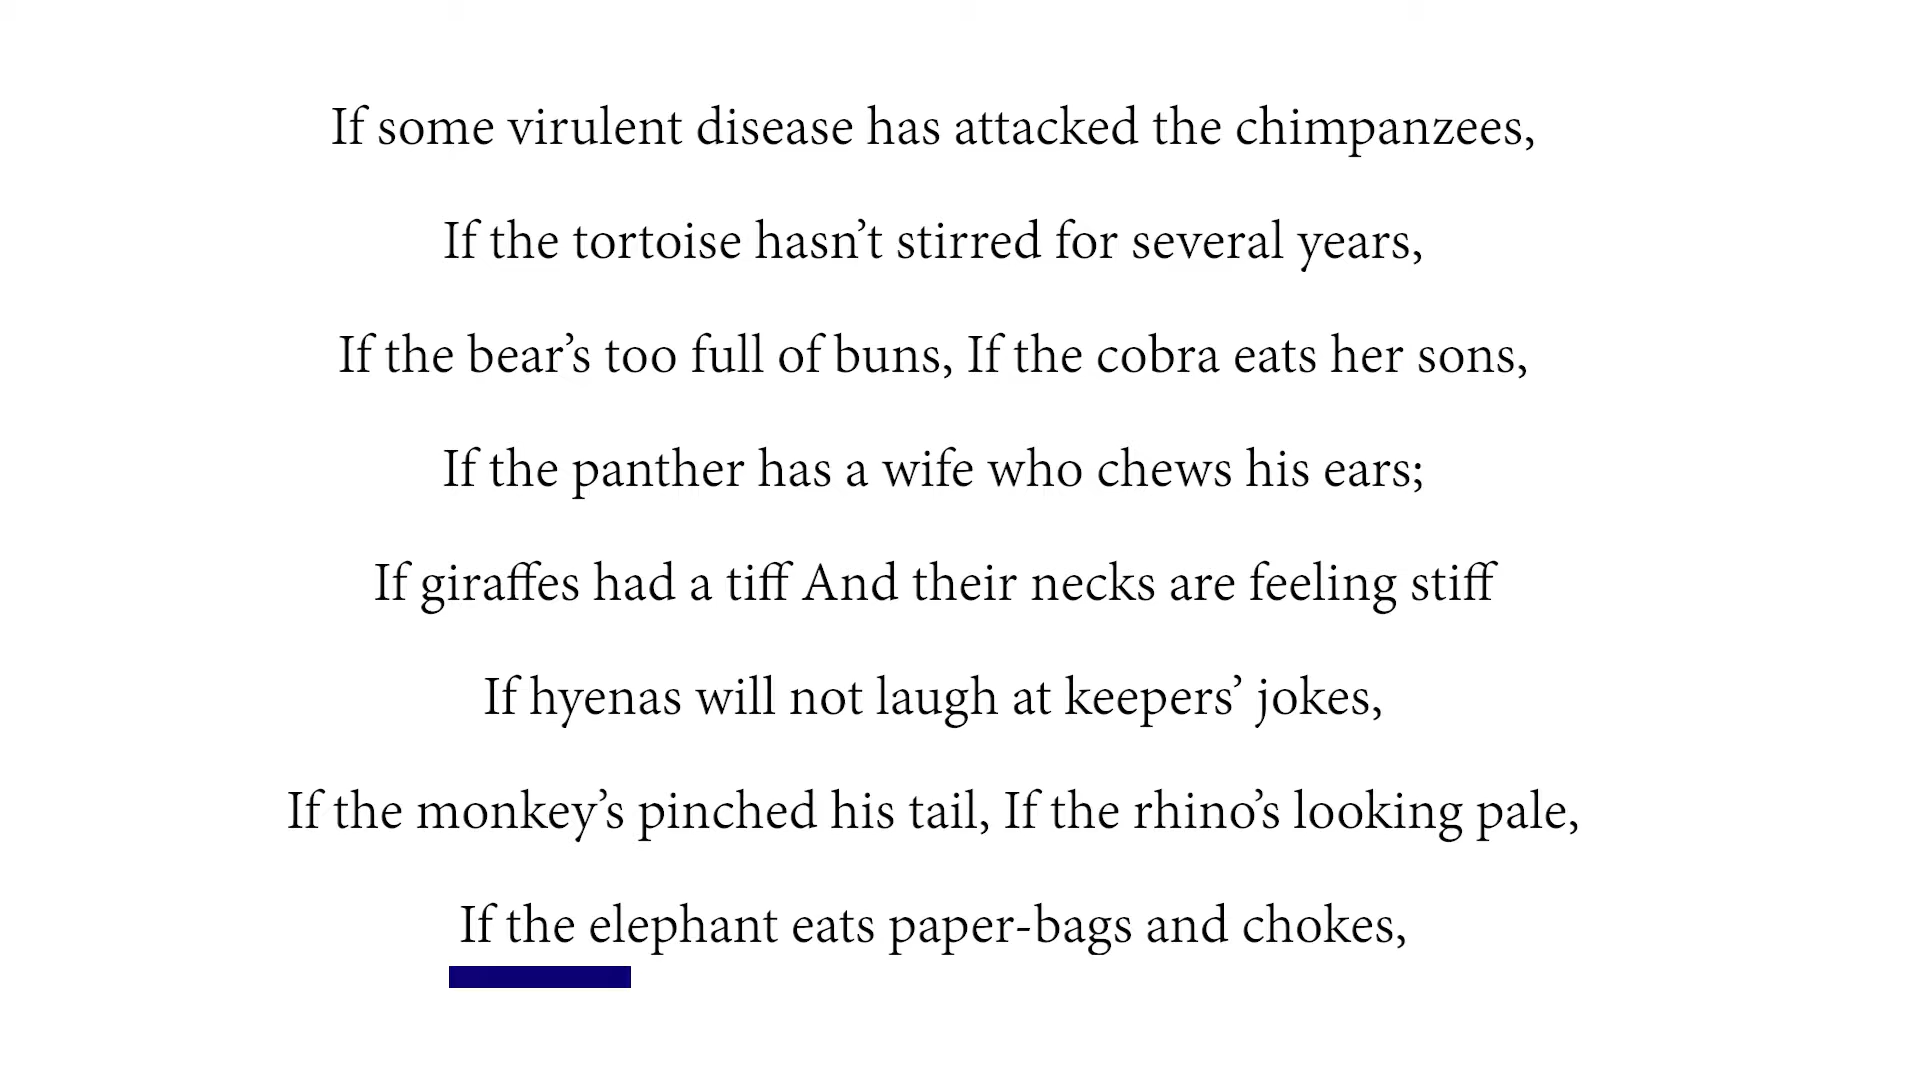 If some virulent disease has attacked the chimpanzees,
If the tortoise hasn’t stirred for several years,
If the bear’s too full of buns, If the cobra eats her sons,
If the panther has a wife who chews his ears;
If giraffes had a tiff And their necks are feeling stiff
If hyenas will not laugh at keepers’ jokes,
If the monkey’s pinched his tail, If the rhino’s looking pale,
If the elephant eats paper-bags and chokes,